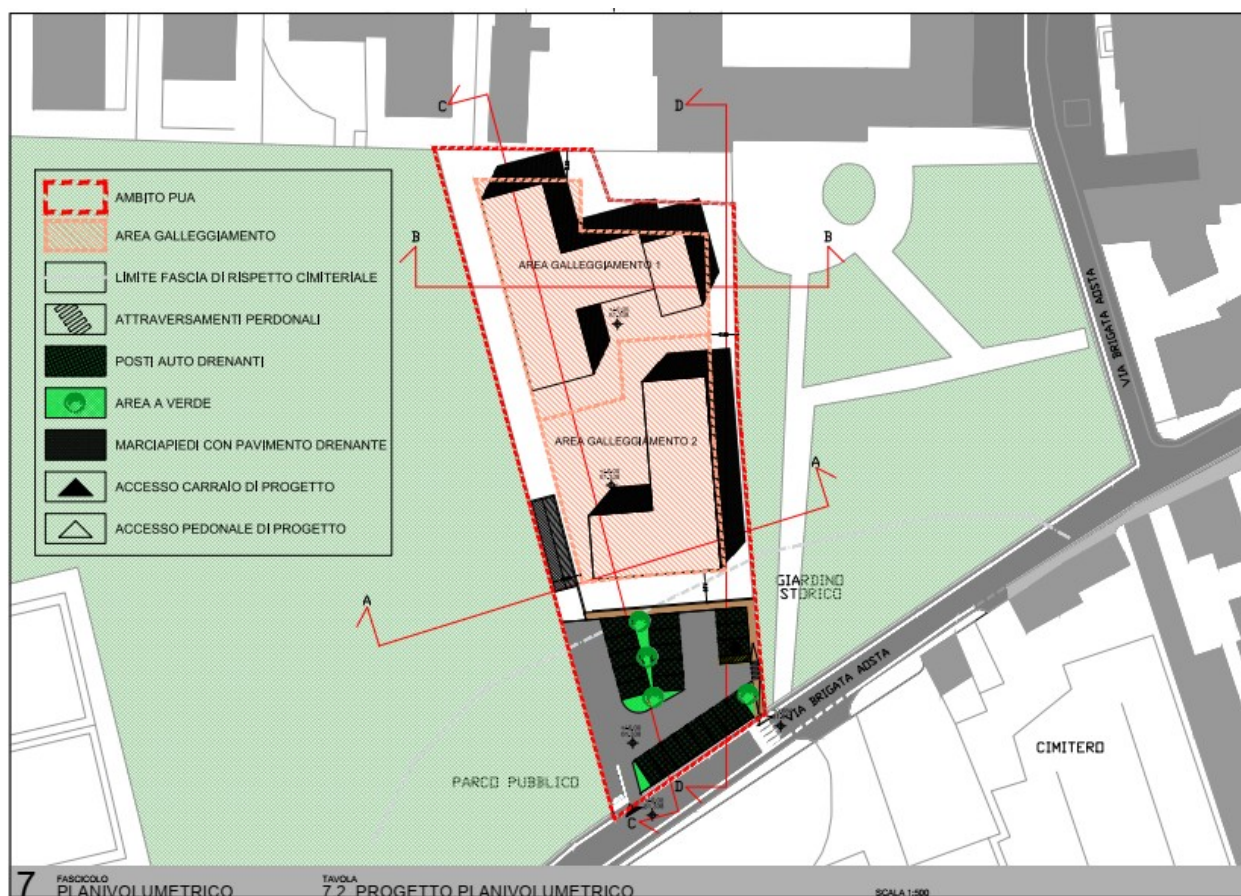 C
D
AMBITO PUA
AREA GALLEGGIAMENTO
LIMITE FASCIA DI RISPETTO CIMITERIALE
ATTRAVERSAMENTI PERDONALI
POSTI AUTO DRENANTI
AREA A VERDE
MARCIAPIEDI CON PAVIMENTO DRENANTE
ACCESSO CARRAIO DI PROGETTO
ACCESSO PEDONALE DI PROGETTO
B
B
AREA GALLEGGIAMENTO 1
VIA BRIGATA AOSTA
AREA GALLEGGIAMENTO 2
A
A
GIARDINO
STORICO
VIA BRIGATA AOSTA
CIMITERO
PARCO PUBBLICO
D
C
7
FASCICOLO
PLANIVOLUMETRICO
TAVOLA
7.2 PROGETTO PLANIVOLUMETRICO
SCALA 1:500